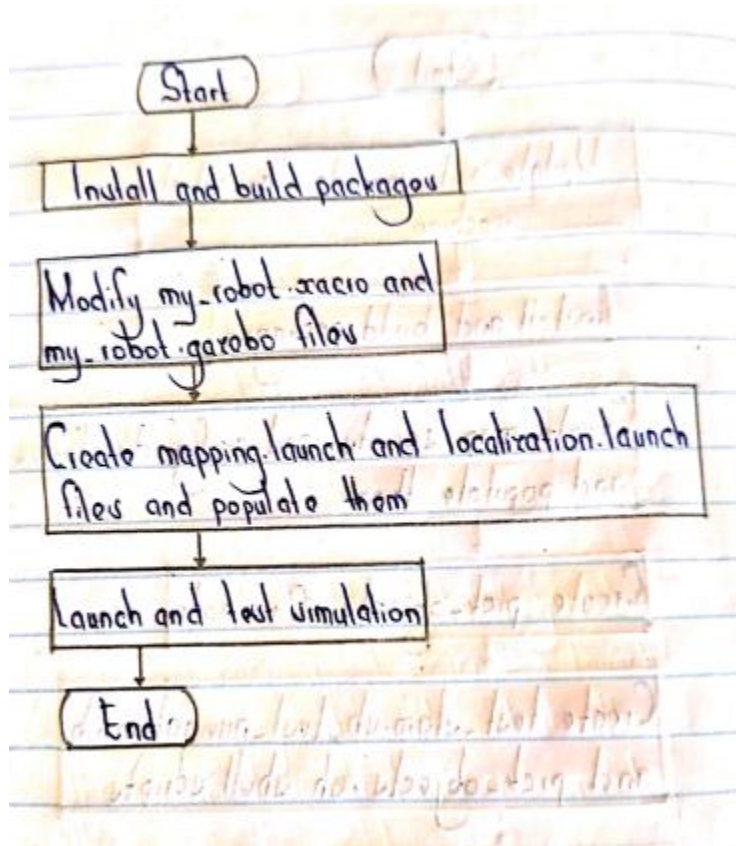 Start
Install and build packages
Modify my_robot.xacro and
my_robot.gazebo files
Create mapping.launch and localization.launch
files and populate them
Launch and test simulation
End